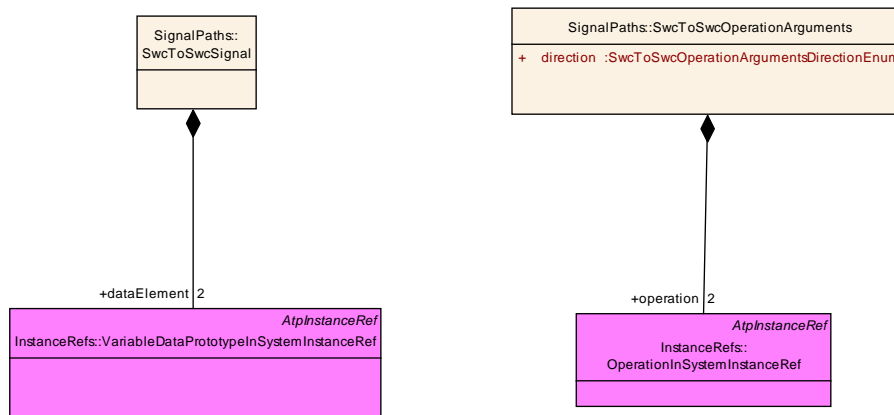 SignalPaths::
SwcToSwcSignal
SignalPaths::SwcToSwcOperationArguments
+ direction :SwcToSwcOperationArgumentsDirectionEnum
+dataElement 2
+operation 2
AtpInstanceRef
InstanceRefs::VariableDataPrototypeInSystemInstanceRef
AtpInstanceRef
InstanceRefs::
OperationInSystemInstanceRef